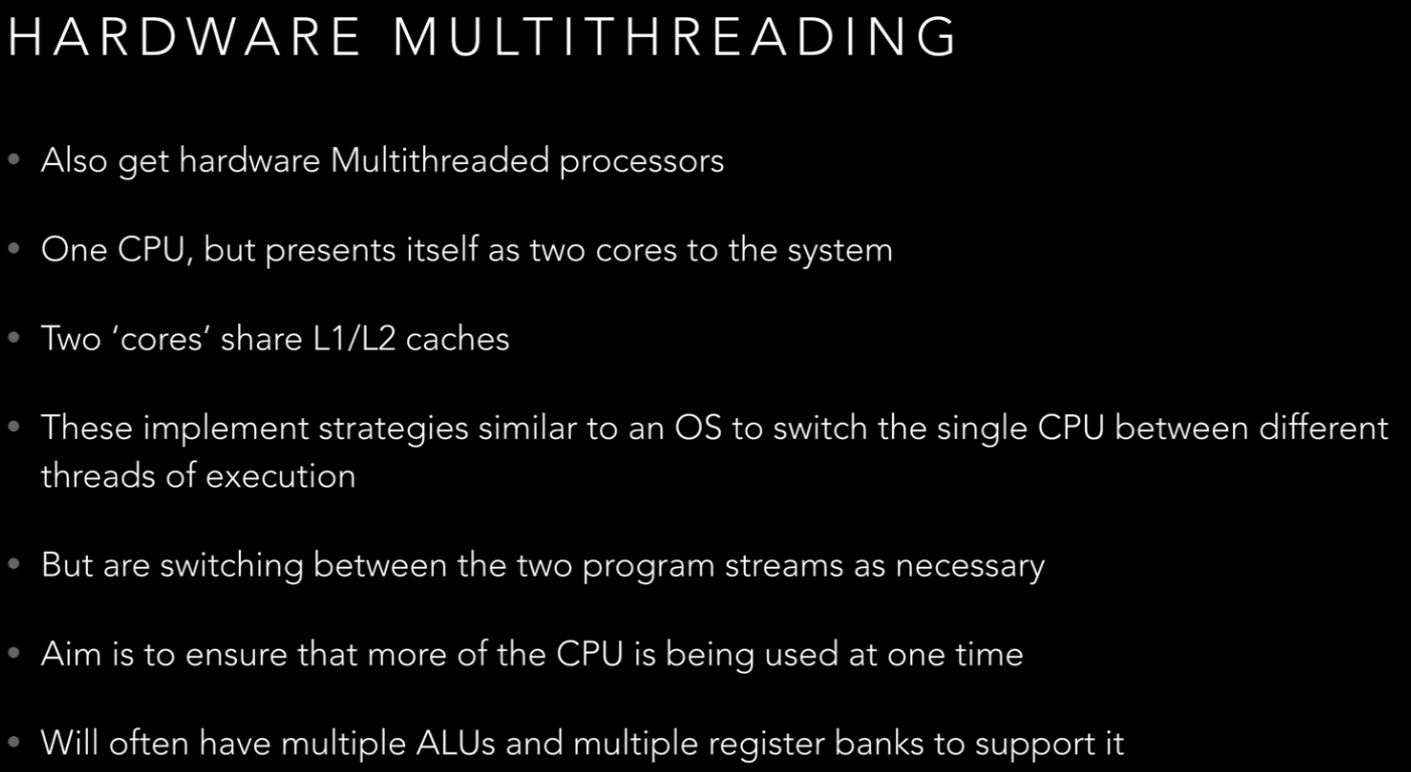 HARDWARE MULTITHREADING
• Also get hardware Multithreaded processors
• One CPU, but presents itself as two cores to the system
• Two ‘cores’ share L1/L2 caches
• These implement strategies similar to an OS to switch the single CPU between different
threads of execution
• But are switching between the two program streams as necessary
• Aim is to ensure that more of the CPU is being used at one time
• Will often have multiple ALUs and multiple register banks to support it